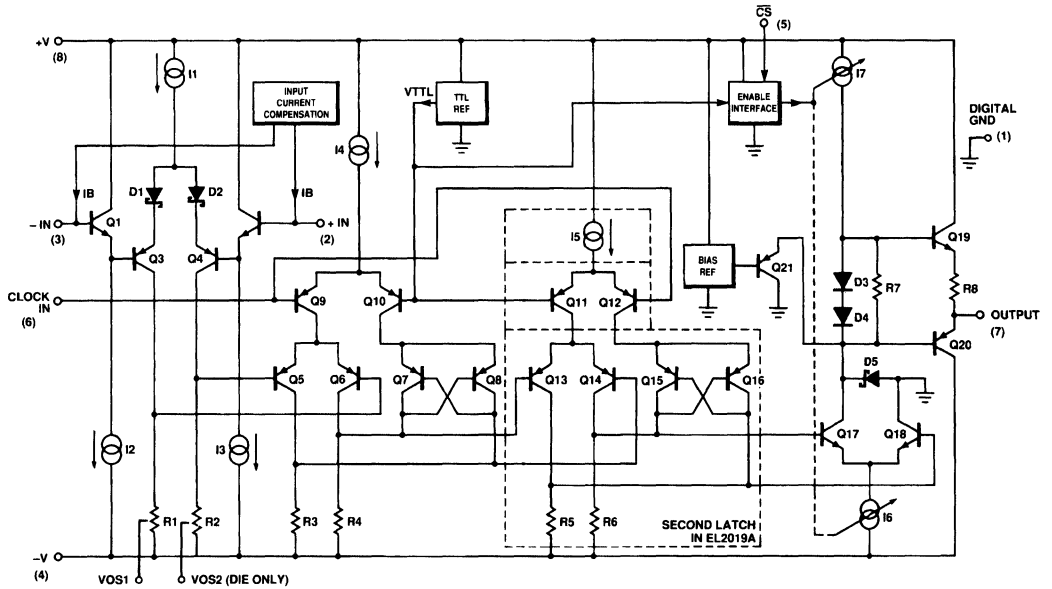 CS
(5)
+V
(8)
I1
INPUT
CURRENT
COMPENSATION
VTTL
TTL
REF
ENABLE
INTERFACE
I7
DIGITAL
GND
(1)
I4
IB
D1
D2
IB
– IN
(3)
Q1
+ IN
(2)
Q3
Q4
I5
BIAS
REF
Q21
Q19
D3
R7
R8
CLOCK
IN
(6)
Q9
Q10
Q11
Q12
D4
OUTPUT
(7)
Q20
Q5
Q6
Q7
Q8
Q13
Q14
Q15
Q16
D5
Q17
Q18
I2
I3
R1
R2
R3
R4
R5
R6
SECOND LATCH
IN EL2019A
I6
–V
(4)
VOS1
VOS2 (DIE ONLY)